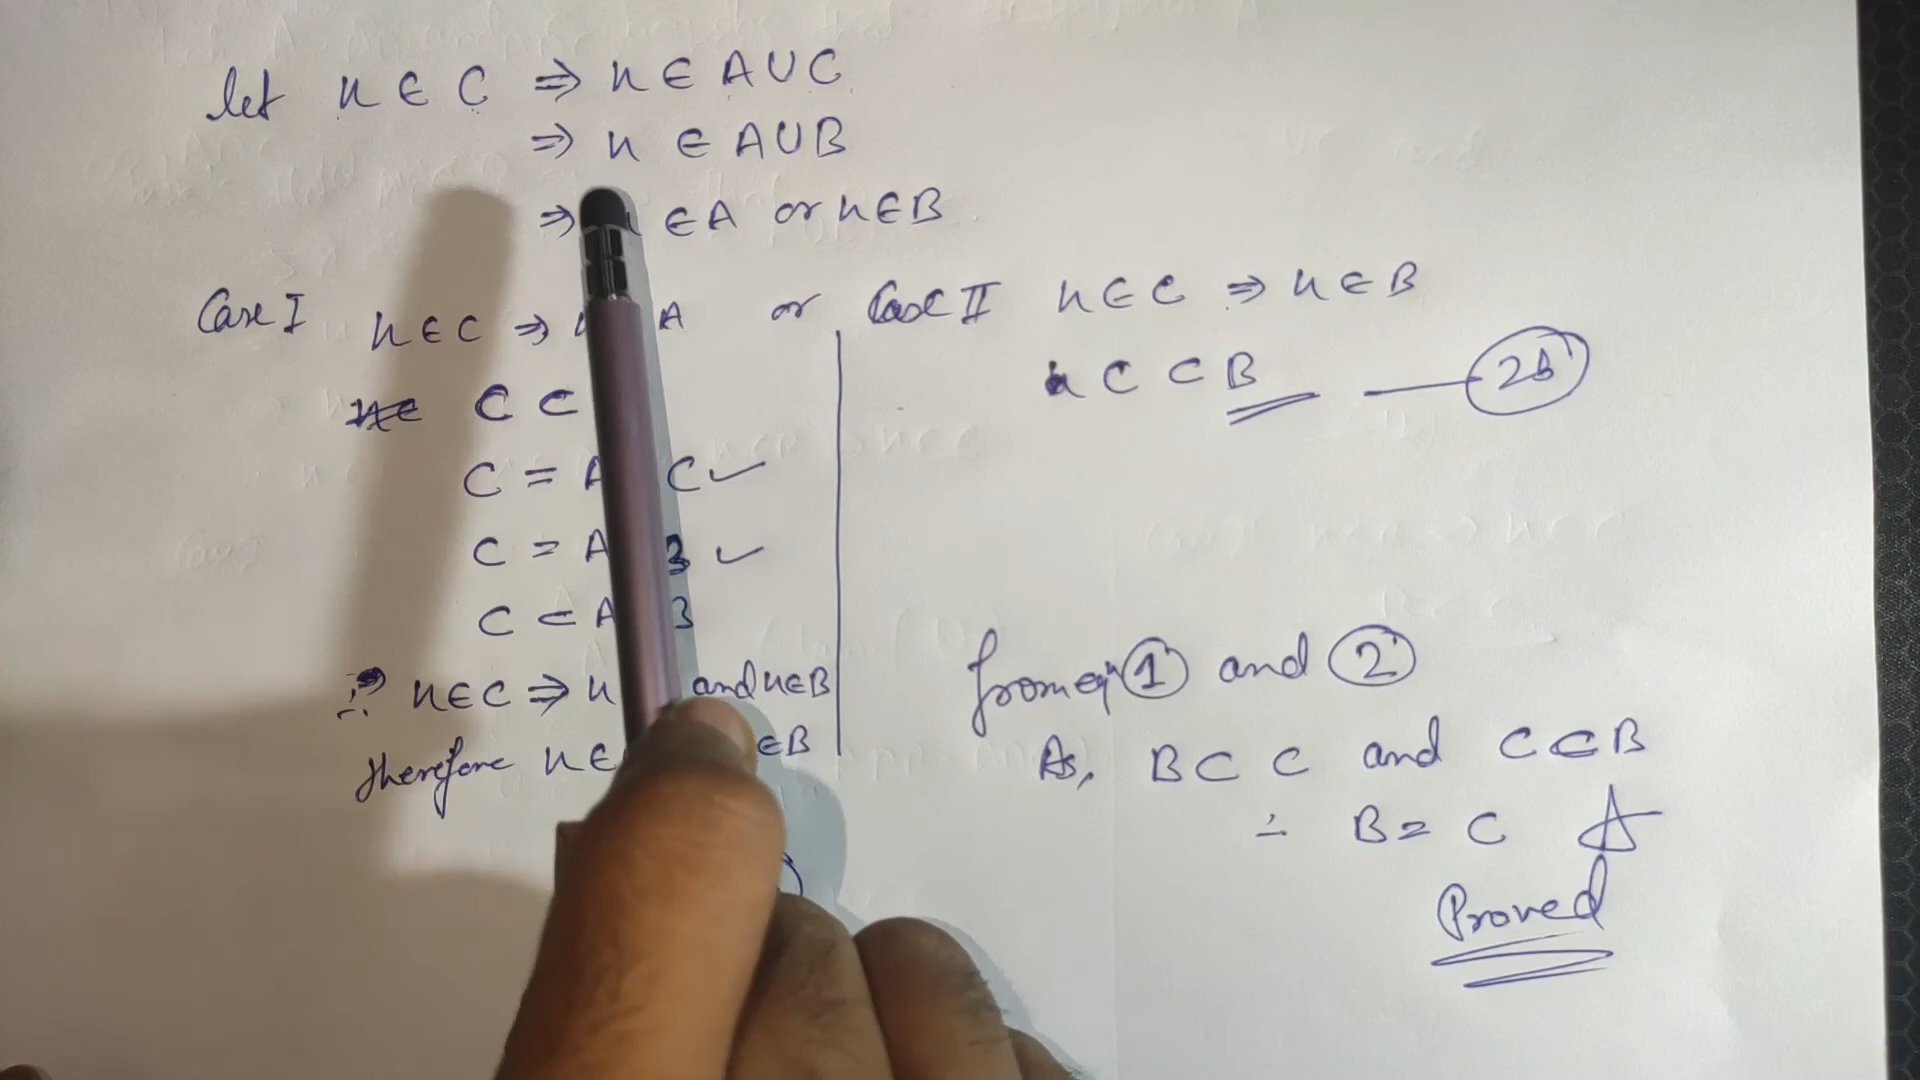 let x ∈ C ⇒ x ∈ A ∪ C
⇒ x ∈ A ∪ B
⇒ ∈ A or x ∈ B
Case I x ∈ C ⇒ A or
C ⊂
C = A C ✓
C = A B ✓
C ⊂ A B
∴ x ∈ C ⇒ x and x ∈ B
therefore x ∈ ∈ B
Case II x ∈ C ⇒ x ∈ B
C ⊂ B — 2B
from eqn 1 and 2
As, B ⊂ C and C ⊂ B
∴ B = C
Proved